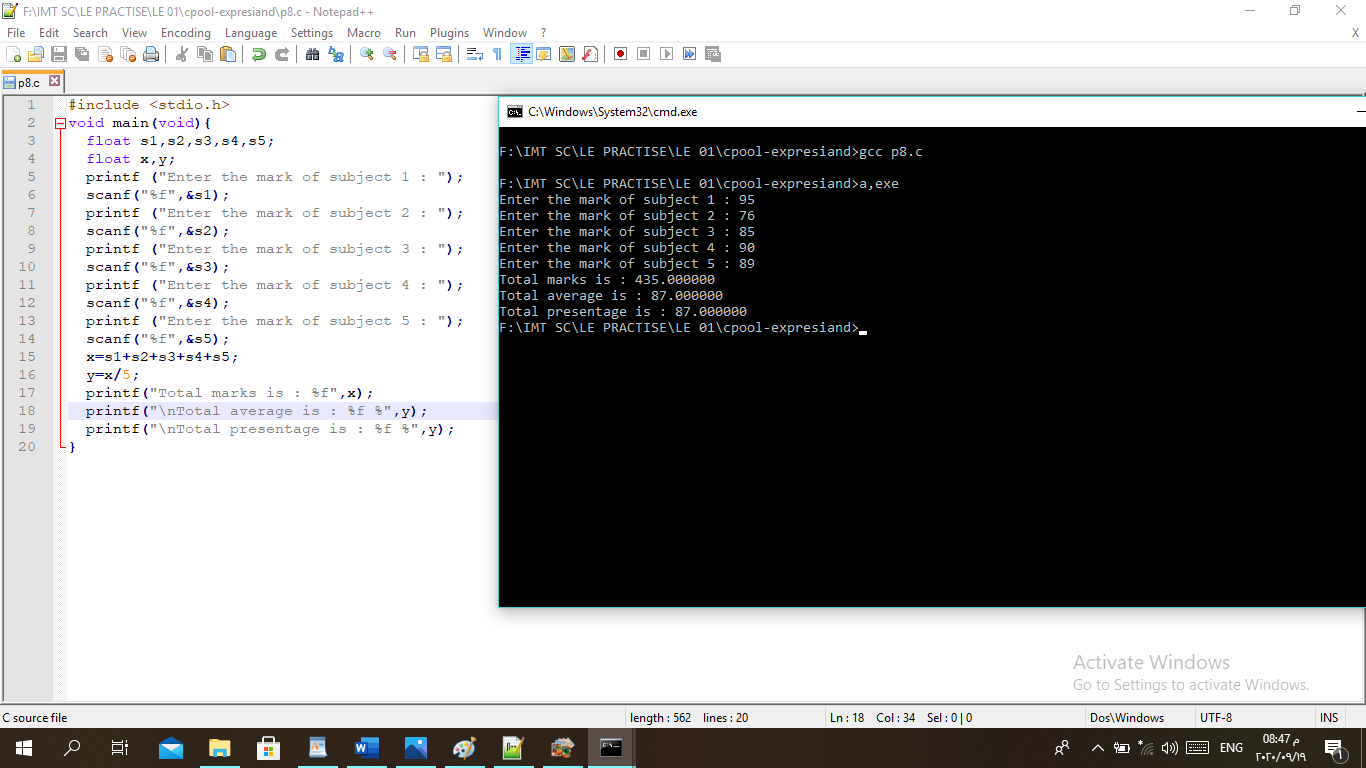 F:\IMT SC\LE PRACTISE\LE 01\cpool-expresiand\p8.c - Notepad++
File Edit Search View Encoding Language Settings Macro Run Plugins Window ? X
p8.c
1 #include <stdio.h>
2 void main(void){
3 float s1,s2,s3,s4,s5;
4 float x,y;
5 printf ("Enter the mark of subject 1 : ");
6 scanf("%f",&s1);
7 printf ("Enter the mark of subject 2 : ");
8 scanf("%f",&s2);
9 printf ("Enter the mark of subject 3 : ");
10 scanf("%f",&s3);
11 printf ("Enter the mark of subject 4 : ");
12 scanf("%f",&s4);
13 printf ("Enter the mark of subject 5 : ");
14 scanf("%f",&s5);
15 x=s1+s2+s3+s4+s5;
16 y=x/5;
17 printf("Total marks is : %f",x);
18 printf("\nTotal average is : %f %",y);
19 printf("\nTotal presentage is : %f %",y);
20 }
C:\Windows\System32\cmd.exe
F:\IMT SC\LE PRACTISE\LE 01\cpool-expresiand>gcc p8.c
F:\IMT SC\LE PRACTISE\LE 01\cpool-expresiand>a,exe
Enter the mark of subject 1 : 95
Enter the mark of subject 2 : 76
Enter the mark of subject 3 : 85
Enter the mark of subject 4 : 90
Enter the mark of subject 5 : 89
Total marks is : 435.000000
Total average is : 87.000000
Total presentage is : 87.000000
F:\IMT SC\LE PRACTISE\LE 01\cpool-expresiand>
Activate Windows
Go to Settings to activate Windows.
C source file length : 562 lines : 20 Ln : 18 Col : 34 Sel : 0 | 0 Dos\Windows UTF-8 INS
ENG
08:47 م
٢٠٢٠/٠٩/١٩
1